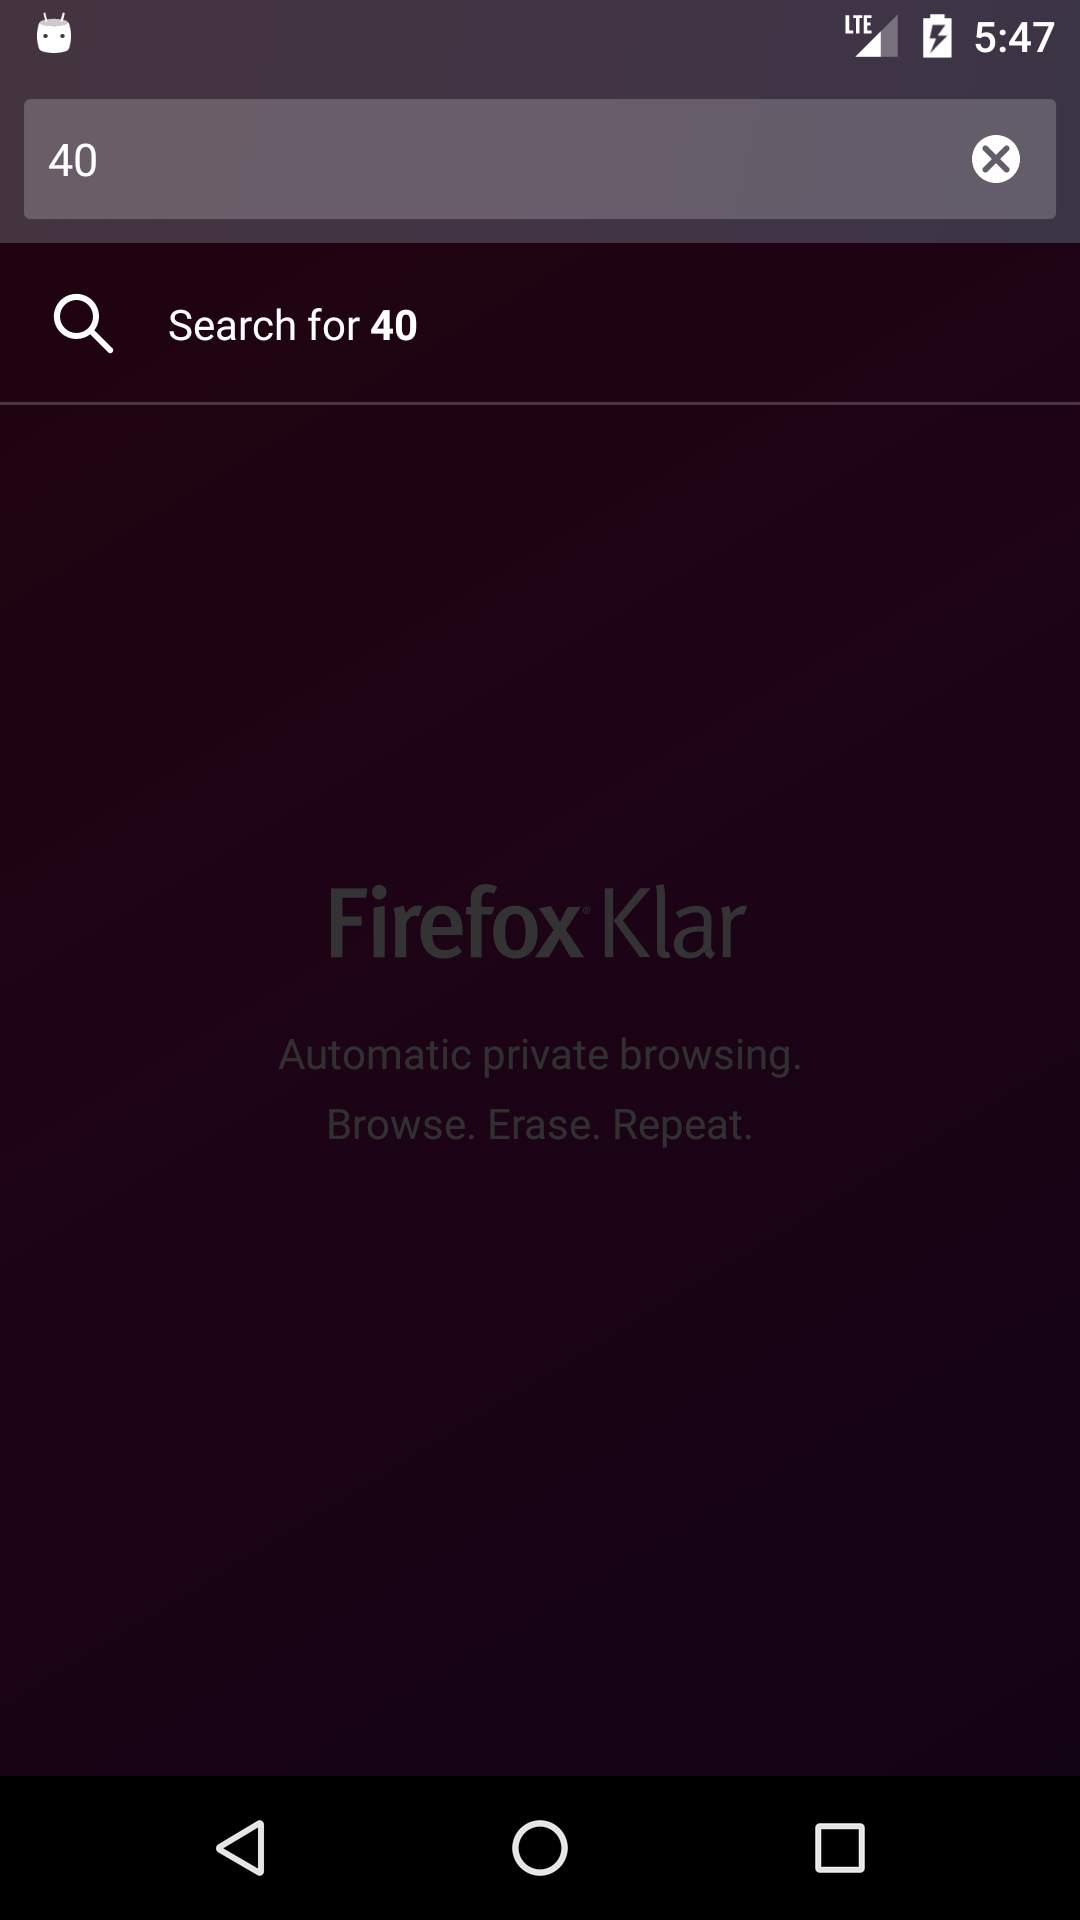 LTE 5:47
40
Search for 40
Firefox® Klar
Automatic private browsing.
Browse. Erase. Repeat.